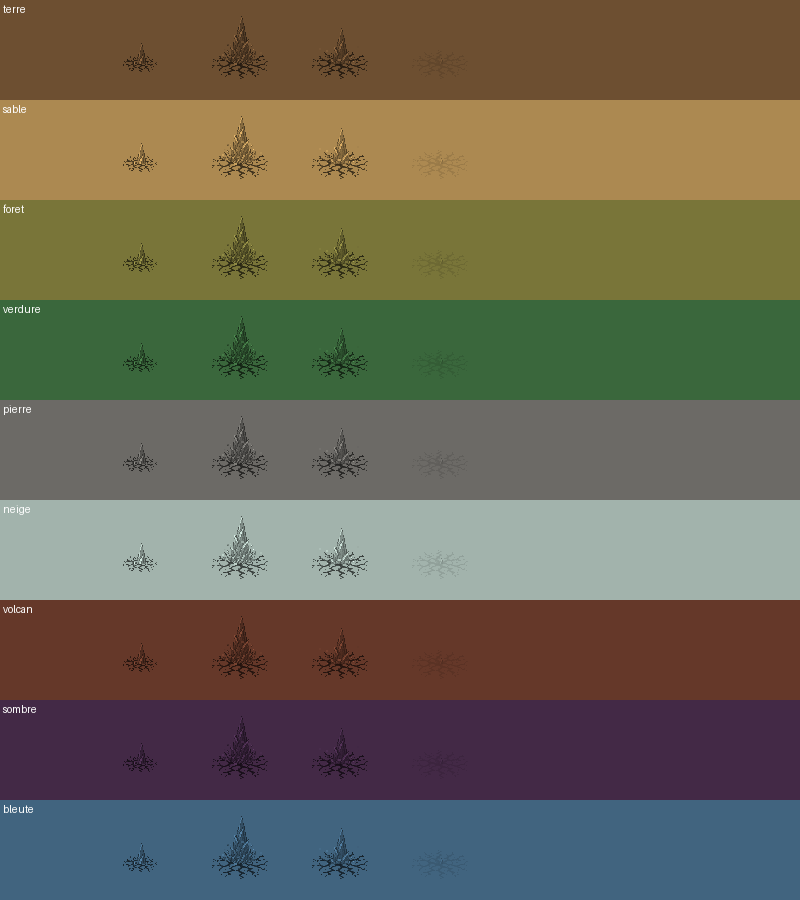 terre
sable
foret
verdure
pierre
neige
volcan
sombre
bleute